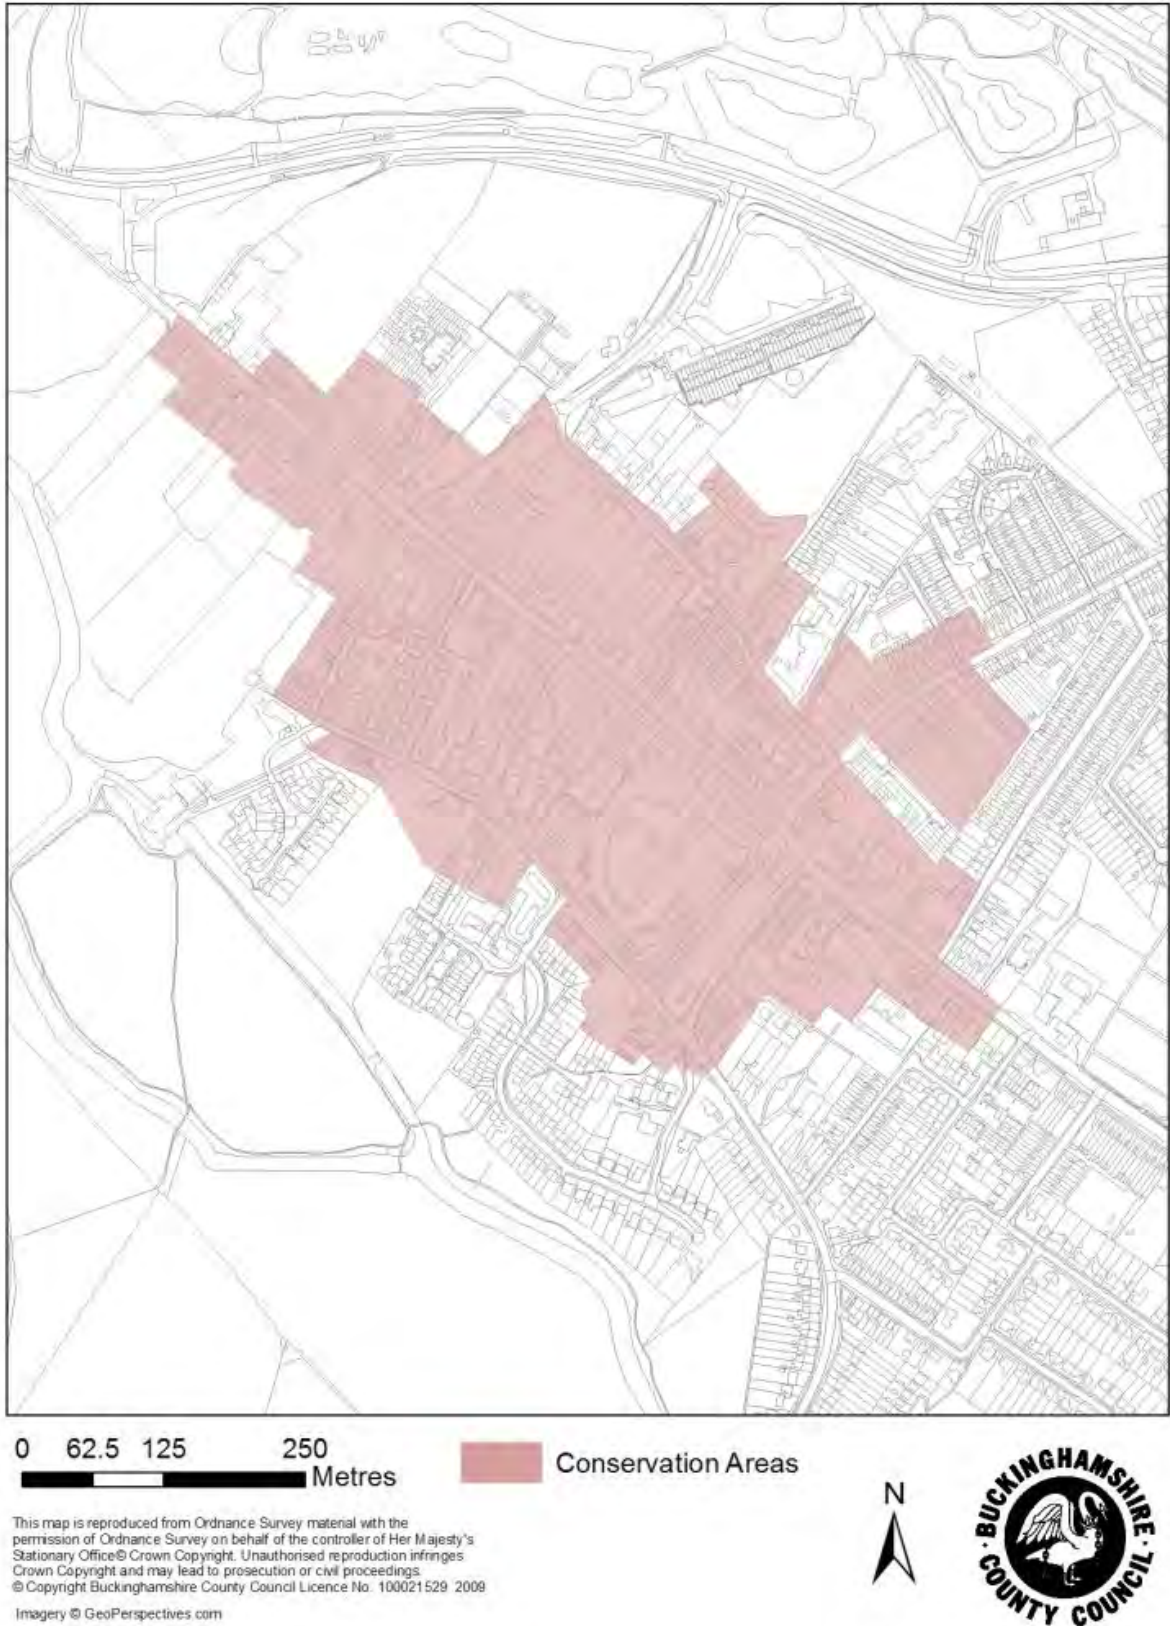 0 62.5 125 250
Metres
Conservation Areas
N
BUCKINGHAMSHIRE
· COUNTY COUNCIL ·
This map is reproduced from Ordnance Survey material with the
permission of Ordnance Survey on behalf of the controller of Her Majesty's
Stationary Office© Crown Copyright. Unauthorised reproduction infringes
Crown Copyright and may lead to prosecution or civil proceedings.
© Copyright Buckinghamshire County Council Licence No. 100021529 2009
Imagery © GeoPerspectives.com